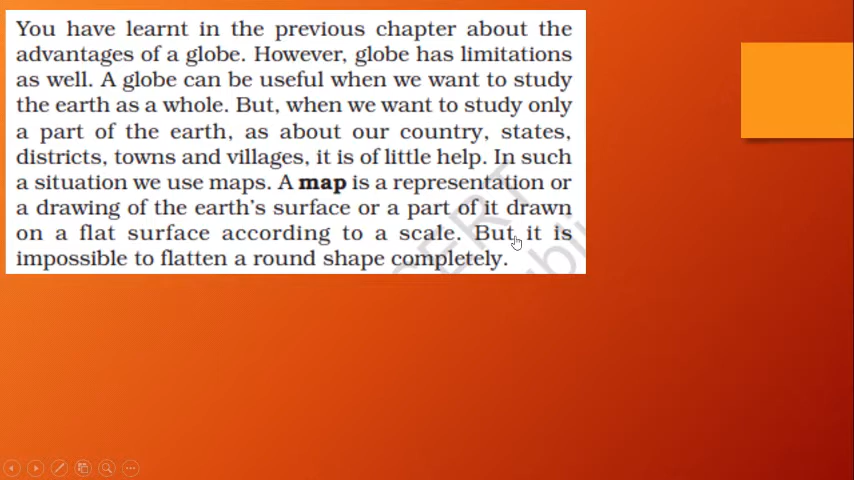 You have learnt in the previous chapter about the
advantages of a globe. However, globe has limitations
as well. A globe can be useful when we want to study
the earth as a whole. But, when we want to study only
a part of the earth, as about our country, states,
districts, towns and villages, it is of little help. In such
a situation we use maps. A map is a representation or
a drawing of the earth's surface or a part of it drawn
on a flat surface according to a scale. But it is
impossible to flatten a round shape completely.